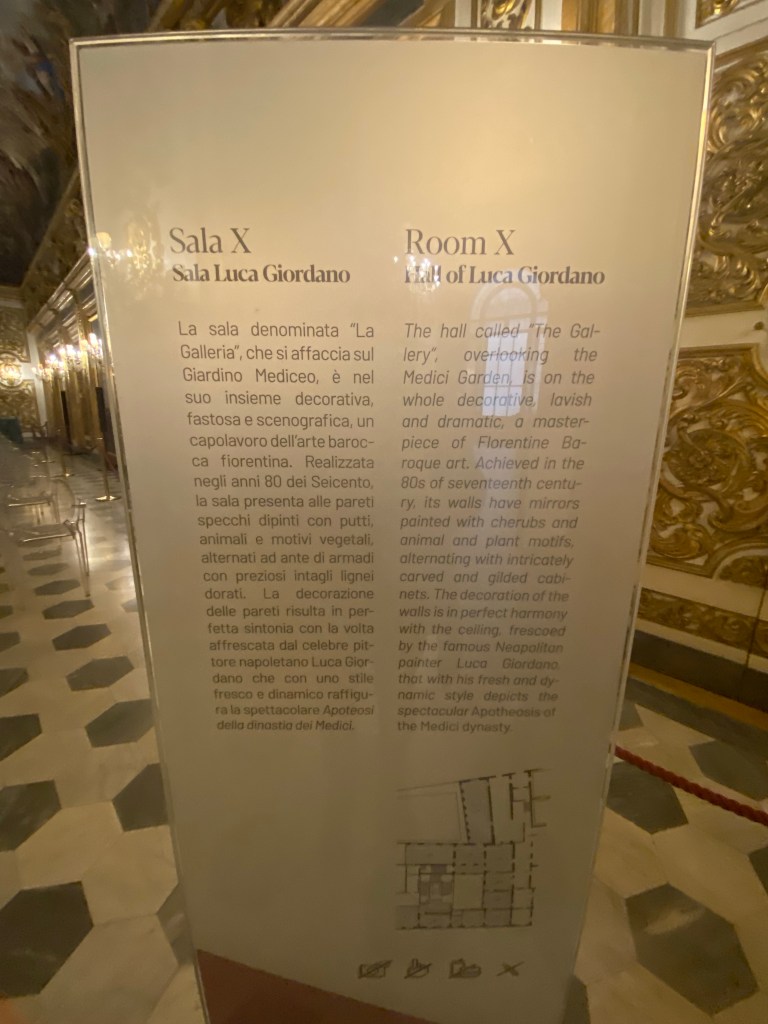 Sala X
Sala Luca Giordano
La sala denominata “La
Galleria”, che si affaccia sul
Giardino Mediceo, è nel
suo insieme decorativa,
fastosa e scenografica, un
capolavoro dell’arte baroc-
ca fiorentina. Realizzata
negli anni 80 dei Seicento,
la sala presenta alle pareti
specchi dipinti con putti,
animali e motivi vegetali,
alternati ad ante di armadi
con preziosi intagli lignei
dorati. La decorazione
delle pareti risulta in per-
fetta sintonia con la volta
affrescata dal celebre pit-
tore napoletano Luca Gior-
dano che con uno stile
fresco e dinamico raffigu-
ra la spettacolare Apoteosi
della dinastia dei Medici.
Room X
Hall of Luca Giordano
The hall called “The Gal-
lery”, overlooking the
Medici Garden, is on the
whole decorative, lavish
and dramatic, a master-
piece of Florentine Ba-
roque art. Achieved in the
80s of seventeenth centu-
ry, its walls have mirrors
painted with cherubs and
animal and plant motifs,
alternating with intricately
carved and gilded cabi-
nets. The decoration of the
walls is in perfect harmony
with the ceiling, frescoed
by the famous Neapolitan
painter Luca Giordano,
that with his fresh and dy-
namic style depicts the
spectacular Apotheosis of
the Medici dynasty.